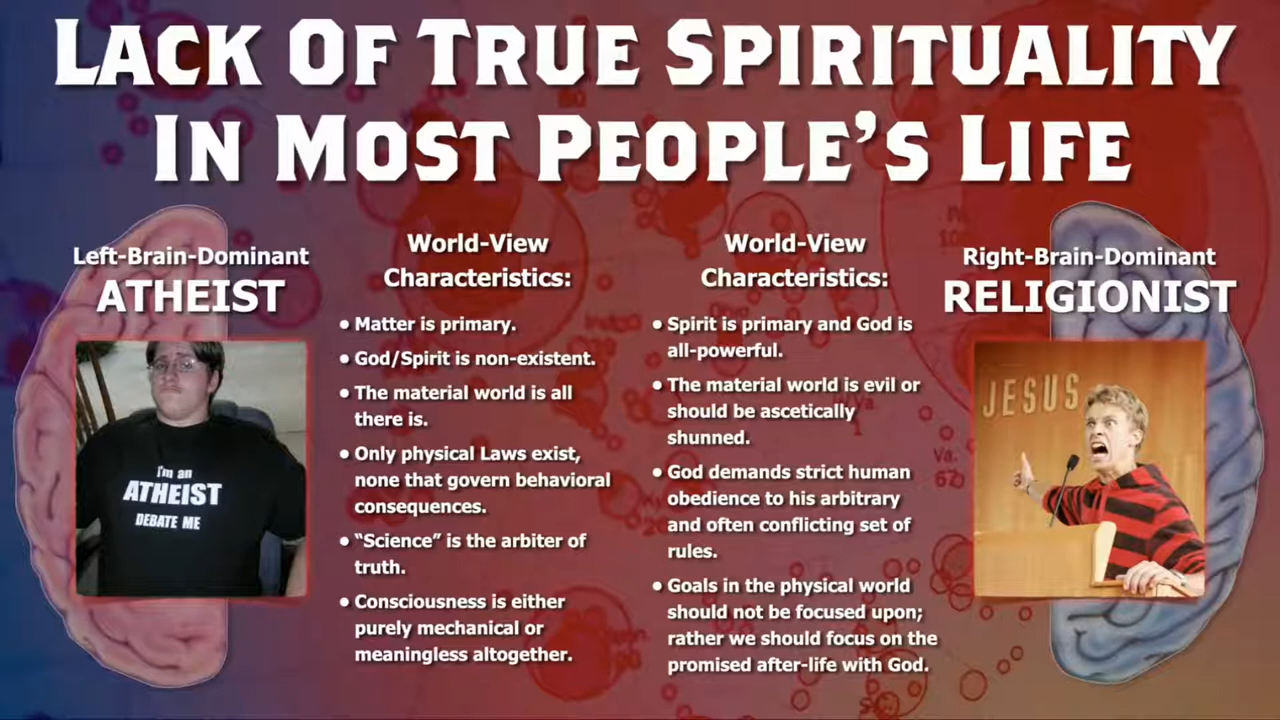 LACK OF TRUE SPIRITUALITY
IN MOST PEOPLE'S LIFE
Left-Brain-Dominant
ATHEIST
I'm an
ATHEIST
DEBATE ME
World-View
Characteristics:
• Matter is primary.
• God/Spirit is non-existent.
• The material world is all
there is.
• Only physical Laws exist,
none that govern behavioral
consequences.
• “Science” is the arbiter of
truth.
• Consciousness is either
purely mechanical or
meaningless altogether.
World-View
Characteristics:
• Spirit is primary and God is
all-powerful.
• The material world is evil or
should be ascetically
shunned.
• God demands strict human
obedience to his arbitrary
and often conflicting set of
rules.
• Goals in the physical world
should not be focused upon;
rather we should focus on the
promised after-life with God.
Right-Brain-Dominant
RELIGIONIST
JESUS